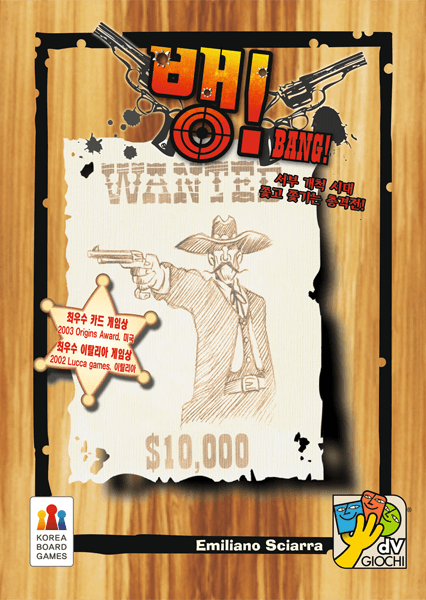 뱅!
BANG!
WANTED
서부 개척 시대
쫓고 쫓기는 총격전!
최우수 카드 게임상
2003 Origins Award, 미국
최우수 이탈리아 게임상
2002 Lucca games, 이탈리아
$10,000
KOREA
BOARD
GAMES
Emiliano Sciarra
dV
GIOCHI